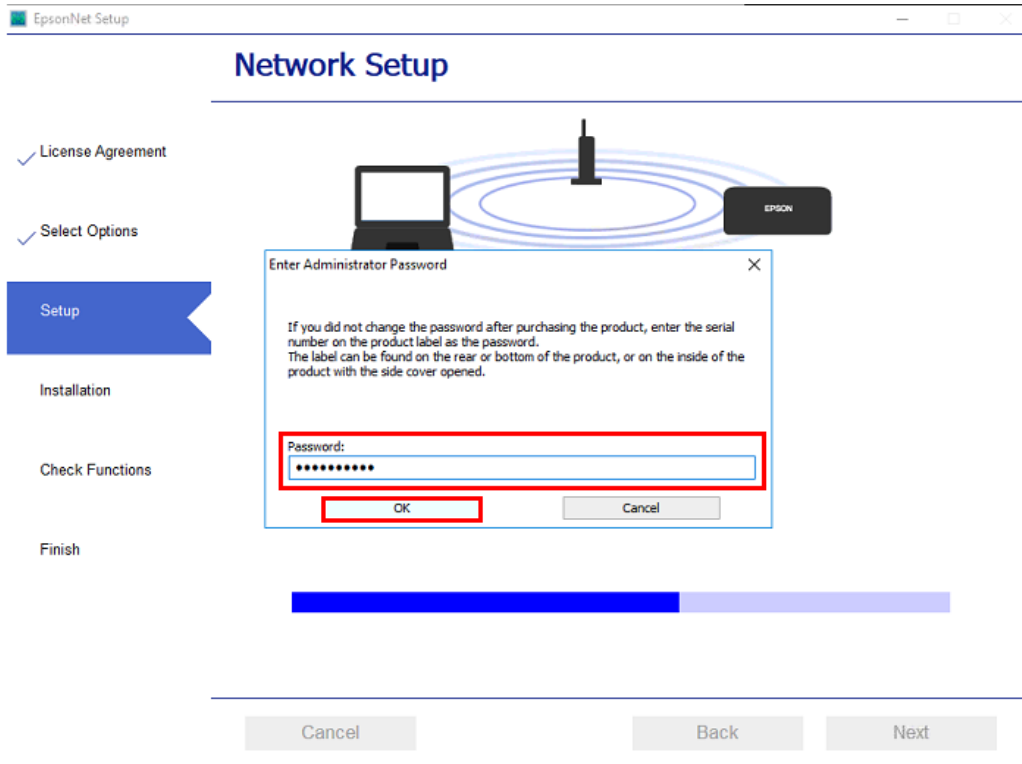 EpsonNet Setup
Network Setup
License Agreement
Select Options
Setup
Installation
Check Functions
Finish
EPSON
Enter Administrator Password
If you did not change the password after purchasing the product, enter the serial
number on the product label as the password.
The label can be found on the rear or bottom of the product, or on the inside of the
product with the side cover opened.
Password:
••••••••••
OK
Cancel
Cancel
Back
Next